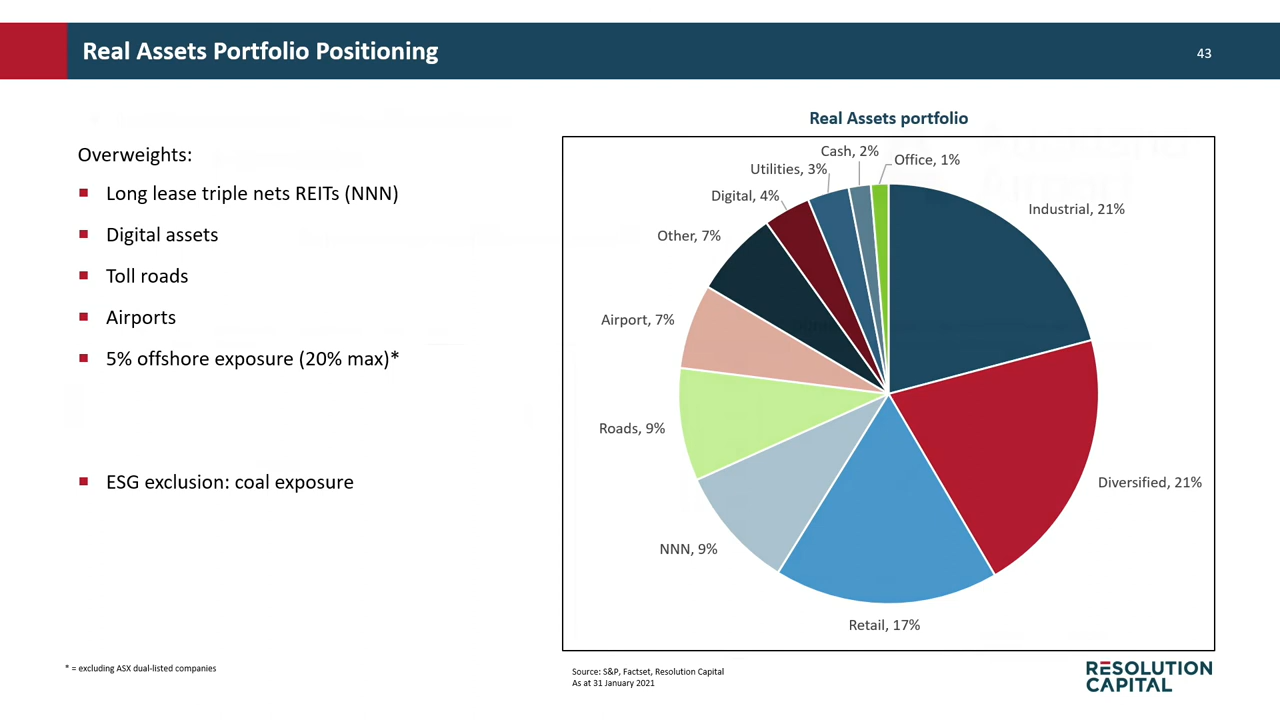 Real Assets Portfolio Positioning
43
Overweights:
Long lease triple nets REITs (NNN)
Digital assets
Toll roads
Airports
5% offshore exposure (20% max)*
ESG exclusion: coal exposure
* = excluding ASX dual-listed companies
Real Assets portfolio
Cash, 2%
Office, 1%
Utilities, 3%
Digital, 4%
Industrial, 21%
Other, 7%
Airport, 7%
Roads, 9%
Diversified, 21%
NNN, 9%
Retail, 17%
Source: S&P, Factset, Resolution Capital
As at 31 January 2021
RESOLUTION
CAPITAL